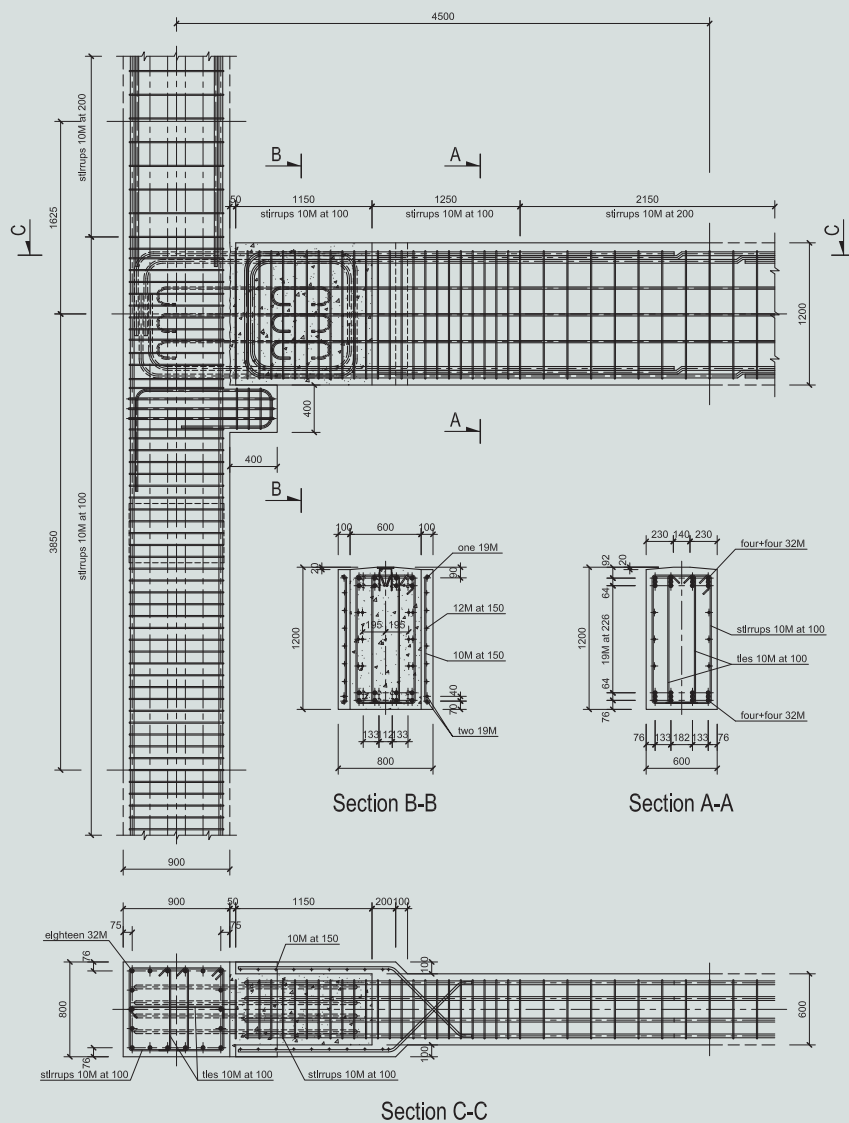 4500
stirrups 10M at 200
1625
B
A
50
1150
1250
2150
stirrups 10M at 100
stirrups 10M at 100
stirrups 10M at 200
C
C
1200
400
400
A
B
3850
stirrups 10M at 100
900
100
600
100
one 19M
20
90
12M at 150
1200
195
195
10M at 150
40
70
133
12
133
two 19M
800
Section B-B
230
140
230
four+four 32M
92
20
64
1200
19M at 226
stirrups 10M at 100
ties 10M at 100
64
76
four+four 32M
76
133
182
133
76
600
Section A-A
900
50
1150
200
100
75
75
eighteen 32M
10M at 150
76
100
800
600
100
76
stirrups 10M at 100
ties 10M at 100
stirrups 10M at 100
Section C-C